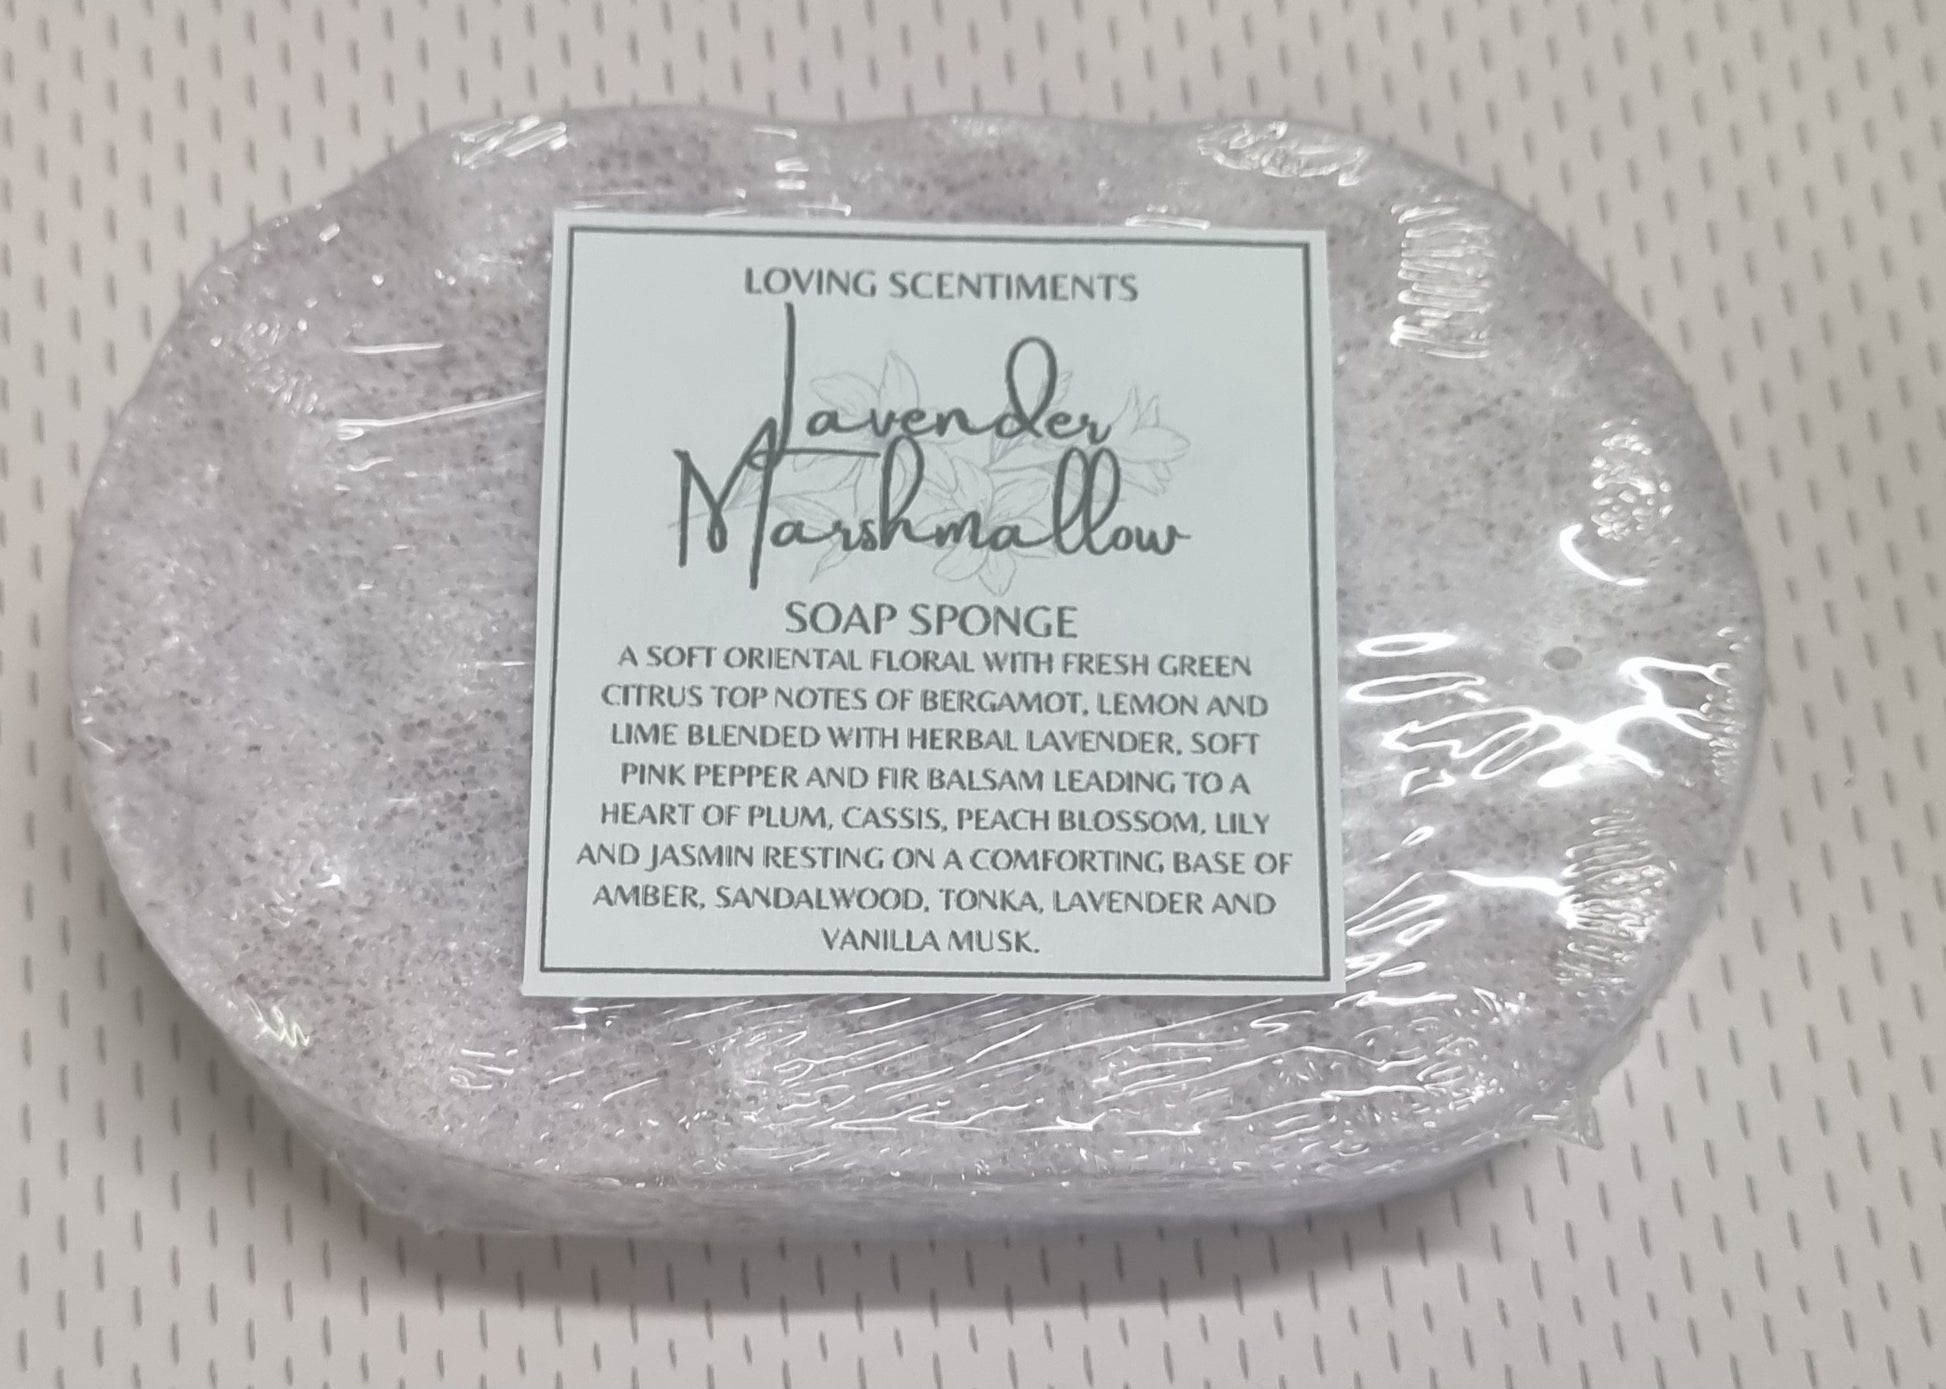 LOVING SCENTIMENTS
Lavender
Marshmallow
SOAP SPONGE
A SOFT ORIENTAL FLORAL WITH FRESH GREEN
CITRUS TOP NOTES OF BERGAMOT, LEMON AND
LIME BLENDED WITH HERBAL LAVENDER, SOFT
PINK PEPPER AND FIR BALSAM LEADING TO A
HEART OF PLUM, CASSIS, PEACH BLOSSOM, LILY
AND JASMIN RESTING ON A COMFORTING BASE OF
AMBER, SANDALWOOD, TONKA, LAVENDER AND
VANILLA MUSK.